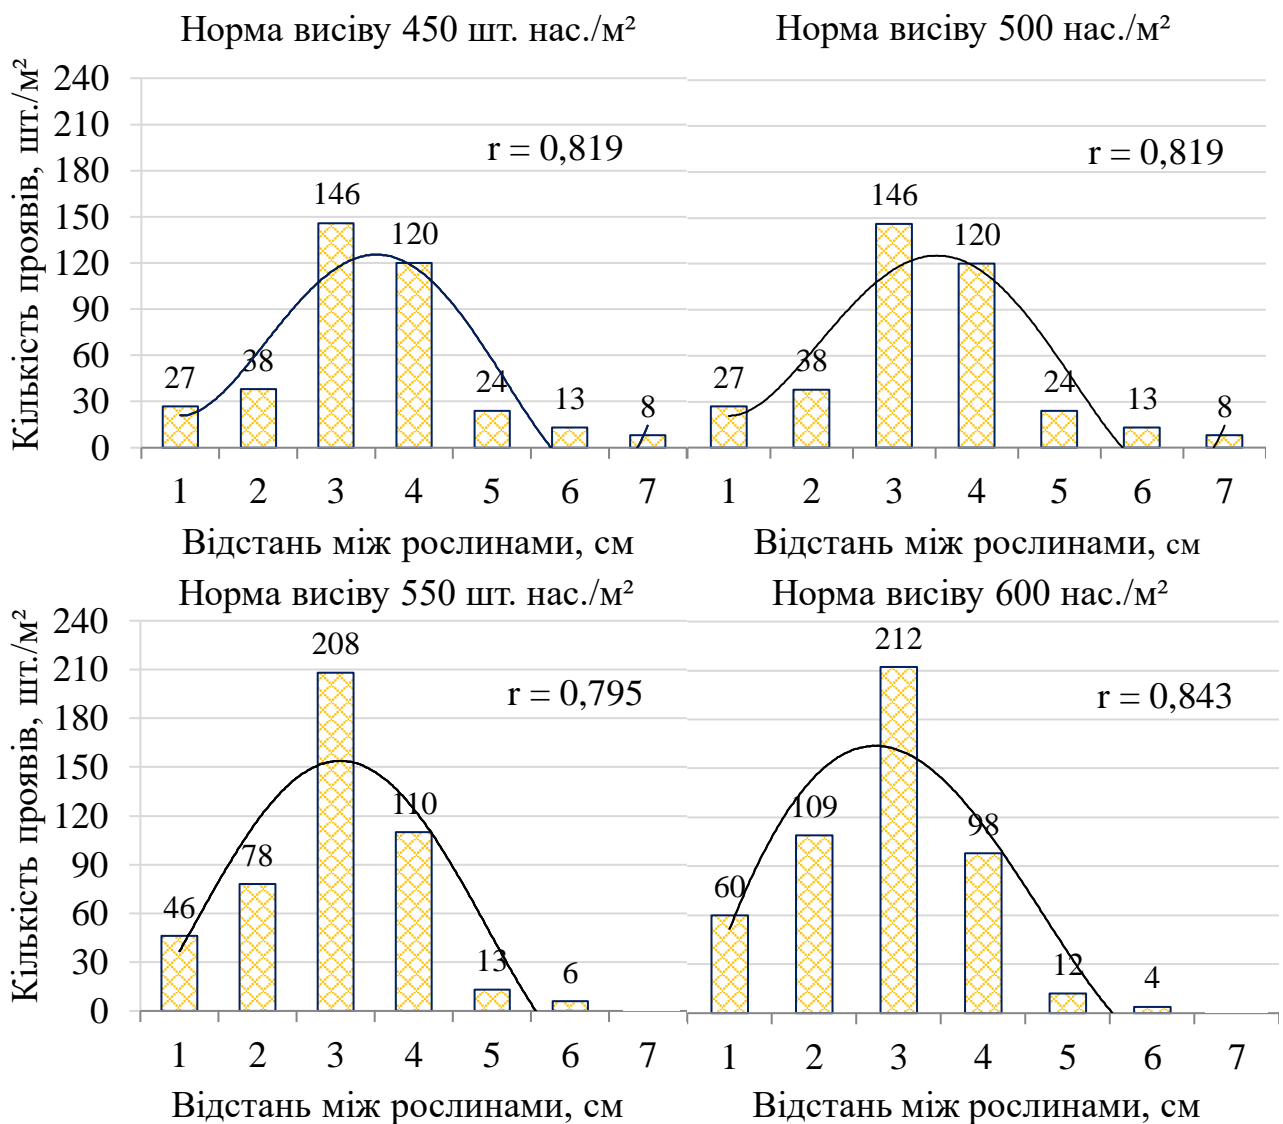 Норма висіву 450 шт. нас./м²
Кількість проявів, шт./м²
240
210
180
150
120
90
60
30
0
r = 0,819
27
38
146
120
24
13
8
1 2 3 4 5 6 7
Відстань між рослинами, см
Норма висіву 500 нас./м²
r = 0,819
27
38
146
120
24
13
8
1 2 3 4 5 6 7
Відстань між рослинами, см
Норма висіву 550 шт. нас./м²
Кількість проявів, шт./м²
240
210
180
150
120
90
60
30
0
r = 0,795
46
78
208
110
13
6
1 2 3 4 5 6 7
Відстань між рослинами, см
Норма висіву 600 нас./м²
r = 0,843
60
109
212
98
12
4
1 2 3 4 5 6 7
Відстань між рослинами, см